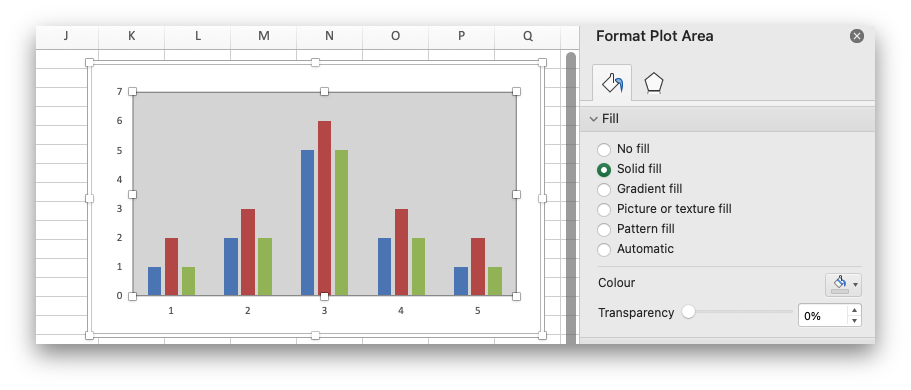 J K L M N O P Q
Format Plot Area
Fill
No fill
Solid fill
Gradient fill
Picture or texture fill
Pattern fill
Automatic
Colour
Transparency 0%
7
6
5
4
3
2
1
0
1 2 3 4 5